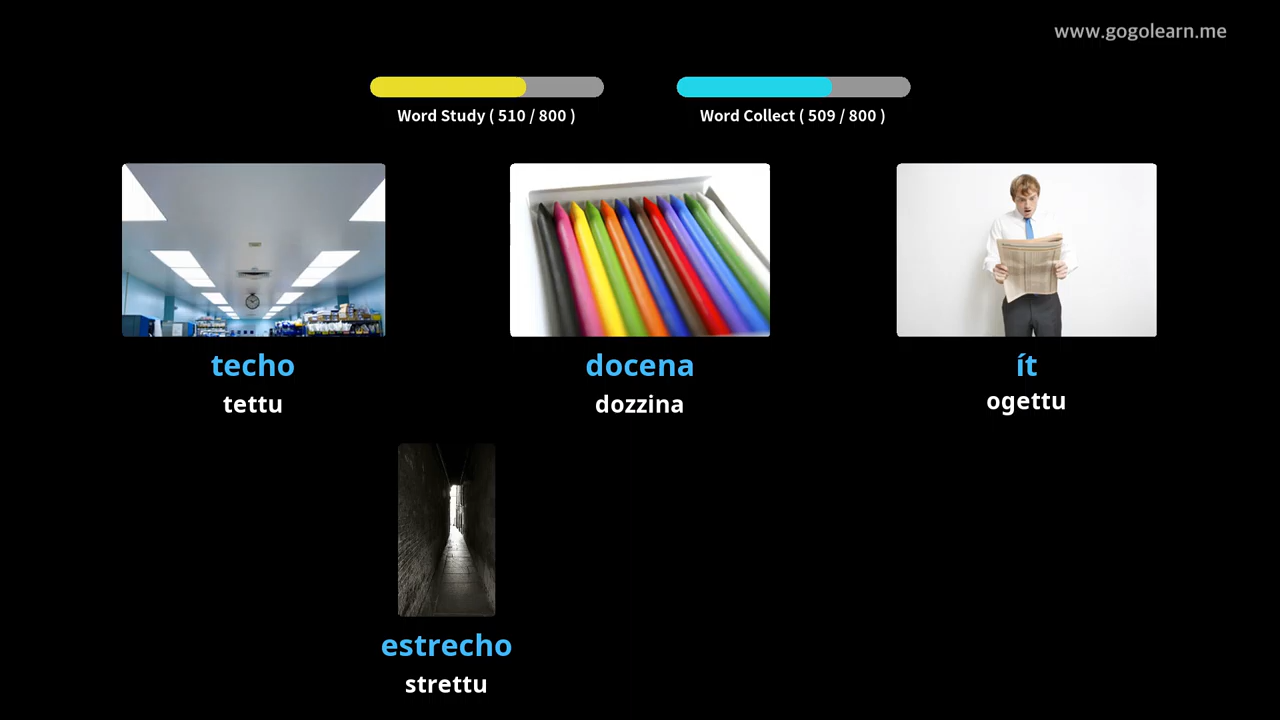 www.gogolearn.me
Word Study ( 510 / 800 )
Word Collect ( 509 / 800 )
techo
tettu
docena
dozzina
ít
ogettu
estrecho
strettu